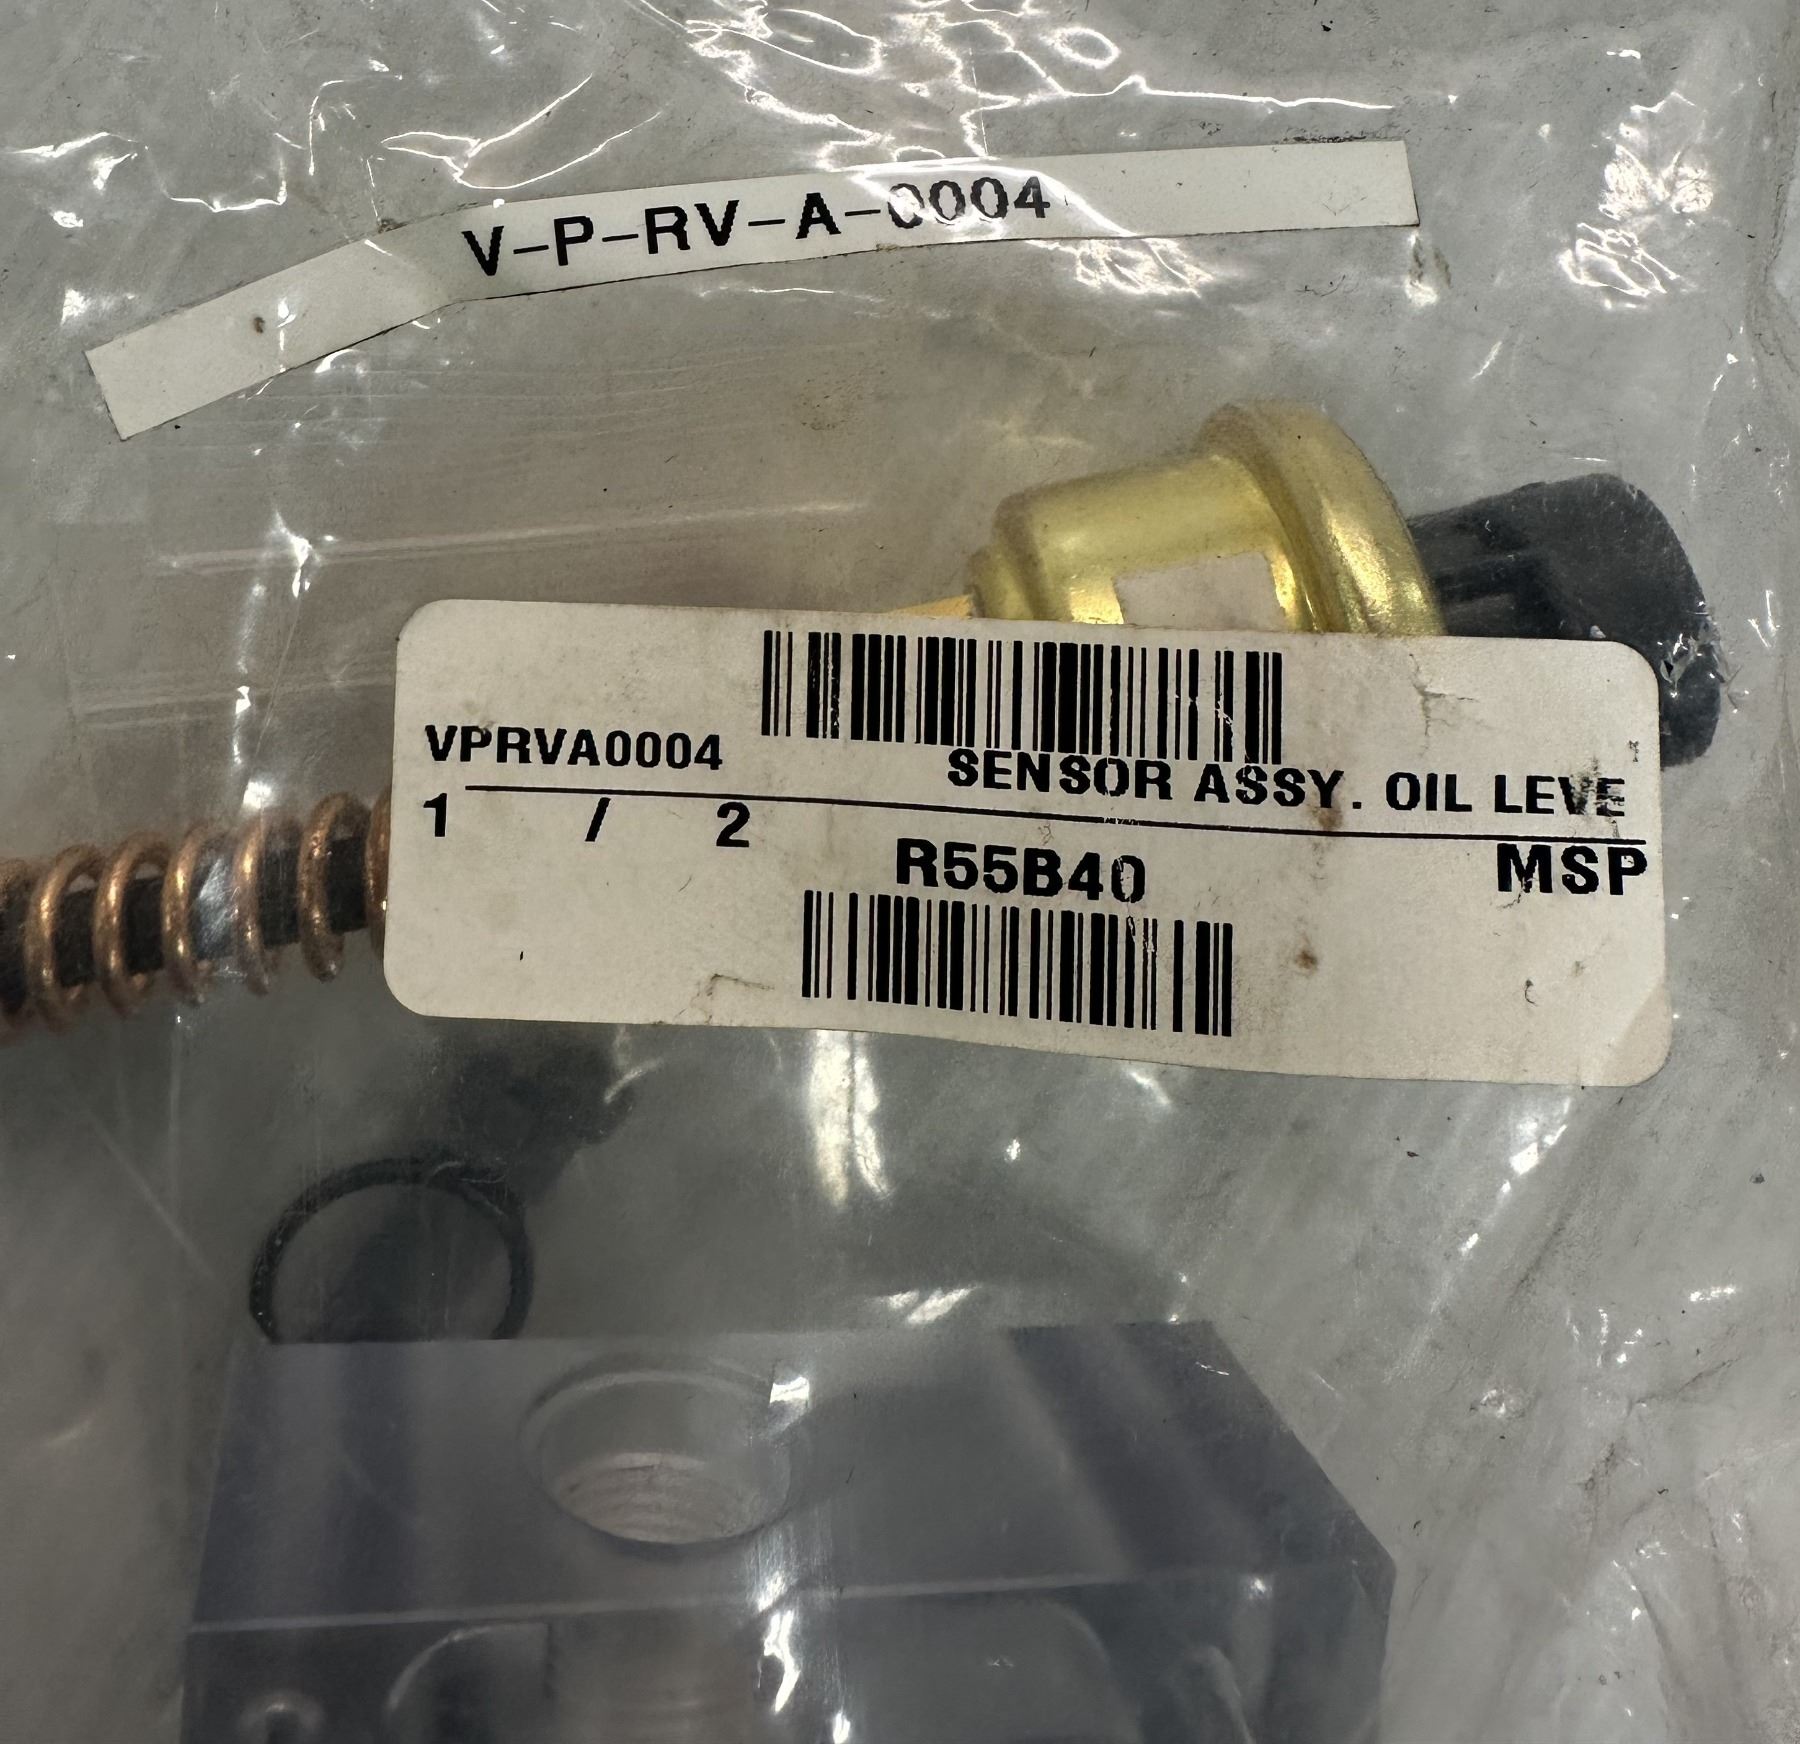 V-P-RV-A-0004
VPRVA0004
SENSOR ASSY. OIL LEVE
1 / 2
R55B40
MSP